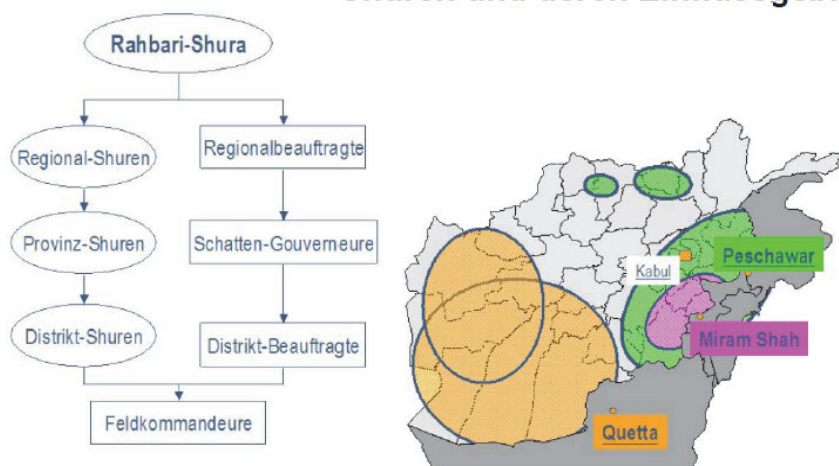 Rahbari-Shura
Regional-Shuren
Regionalbeauftragte
Provinz-Shuren
Schatten-Gouverneure
Distrikt-Shuren
Distrikt-Beauftragte
Feldkommandeure
Peschawar
Kabul
Miram Shah
Quetta